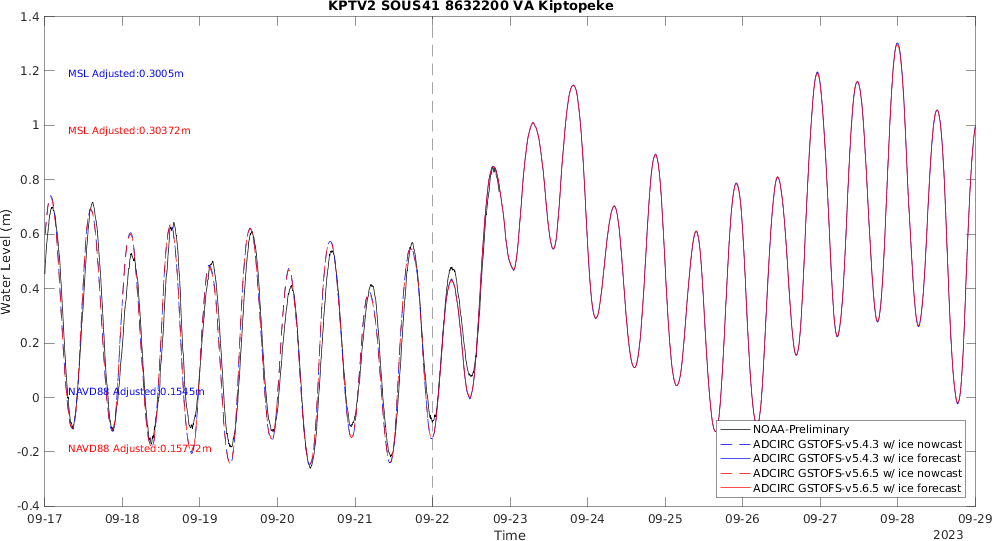 KPTV2 SOUS41 8632200 VA Kiptopeke
1.4
1.2
1
0.8
0.6
0.4
0.2
0
-0.2
-0.4
Water Level (m)
MSL Adjusted:0.3005m
MSL Adjusted:0.30372m
NAVD88 Adjusted:0.1545m
NAVD88 Adjusted:0.15772m
NOAA-Preliminary
ADCIRC GSTOFS-v5.4.3 w/ ice nowcast
ADCIRC GSTOFS-v5.4.3 w/ ice forecast
ADCIRC GSTOFS-v5.6.5 w/ ice nowcast
ADCIRC GSTOFS-v5.6.5 w/ ice forecast
09-17 09-18 09-19 09-20 09-21 09-22 09-23 09-24 09-25 09-26 09-27 09-28 09-29
Time
2023